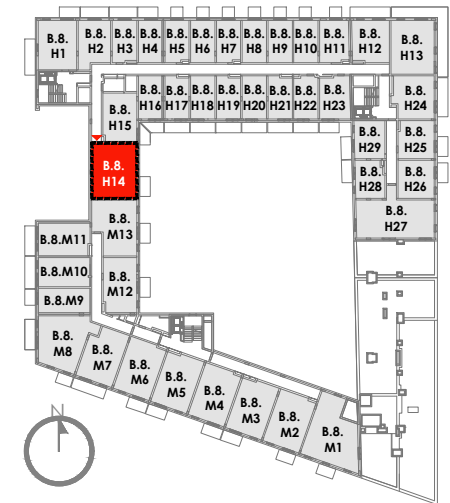 B.8.
H1
B.8.
H2
B.8.
H3
B.8.
H4
B.8.
H5
B.8.
H6
B.8.
H7
B.8.
H8
B.8.
H9
B.8.
H10
B.8.
H11
B.8.
H12
B.8.
H13
B.8.
H15
B.8.
H16
B.8.
H17
B.8.
H18
B.8.
H19
B.8.
H20
B.8.
H21
B.8.
H22
B.8.
H23
B.8.
H24
B.8.
H29
B.8.
H25
B.8.
H14
B.8.
H28
B.8.
H26
B.8.
H27
B.8.
M13
B.8.M11
B.8.M10
B.8.M9
B.8.
M12
B.8.
M8
B.8.
M7
B.8.
M6
B.8.
M5
B.8.
M4
B.8.
M3
B.8.
M2
B.8.
M1
N